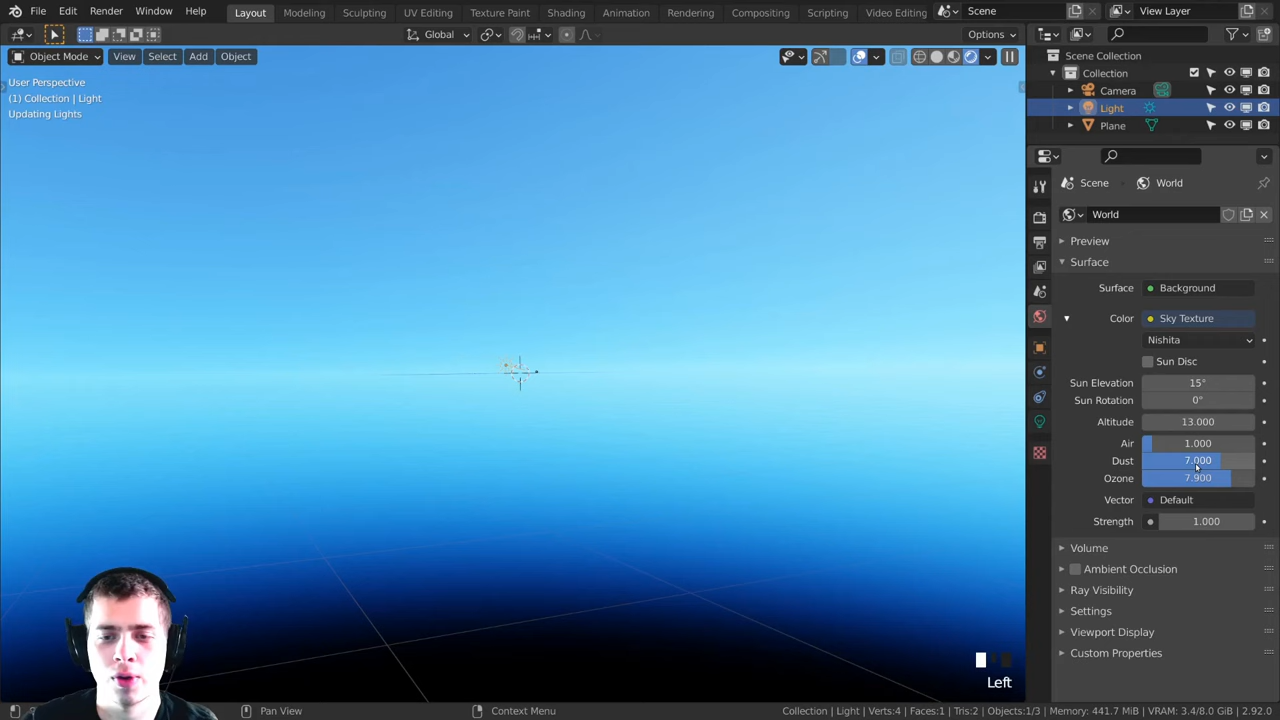 File Edit Render Window Help Layout Modeling Sculpting UV Editing Texture Paint Shading Animation Rendering Compositing Scripting Video Editing Scene View Layer
Global Options
Object Mode View Select Add Object
User Perspective
(1) Collection | Light
Updating Lights
Scene Collection
Collection
Camera
Light
Plane
Scene World
World
Preview
Surface
Surface Background
Color Sky Texture
Nishita
Sun Disc
Sun Elevation 15°
Sun Rotation 0°
Altitude 13.000
Air 1.000
Dust 7.000
Ozone 7.900
Vector Default
Strength 1.000
Volume
Ambient Occlusion
Ray Visibility
Settings
Viewport Display
Custom Properties
Left
Pan View Context Menu Collection | Light | Verts:4 | Faces:1 | Tris:2 | Objects:1/3 | Memory: 441.7 MiB | VRAM: 3.4/8.0 GiB | 2.92.0